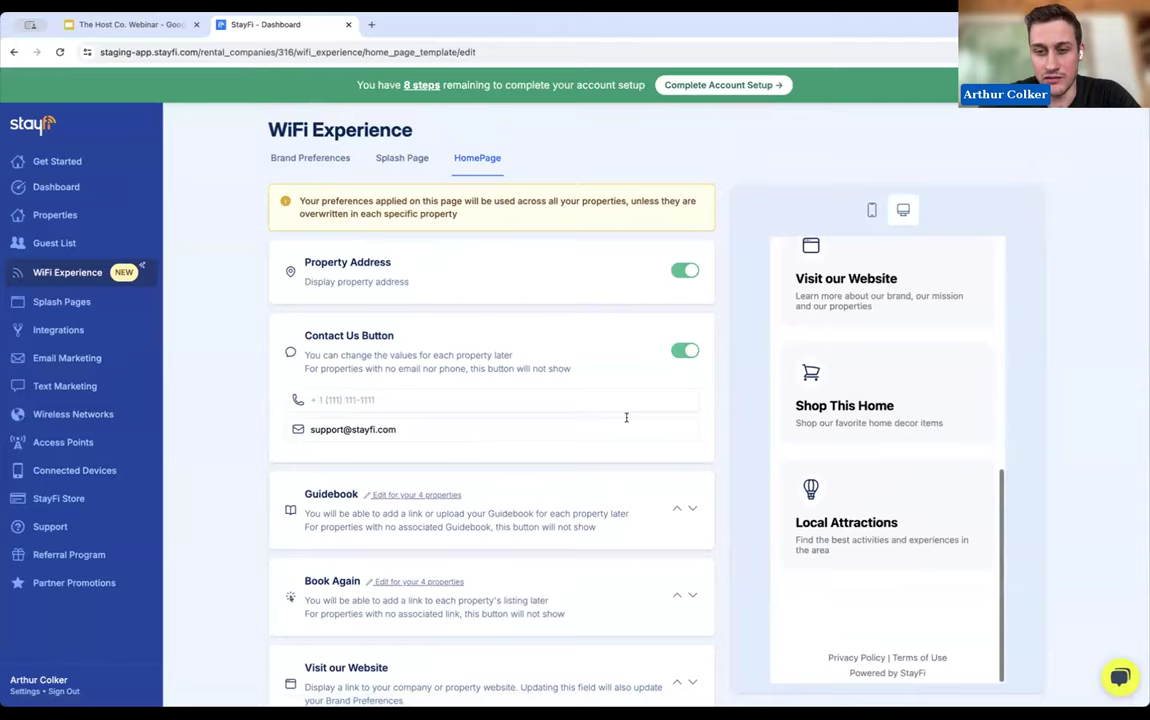 The Host Co. Webinar - Goog
StayFi - Dashboard
staging-app.stayfi.com/rental_companies/316/wifi_experience/home_page_template/edit
Arthur Colker
You have 8 steps remaining to complete your account setup
Complete Account Setup →
stayfi
Get Started
Dashboard
Properties
Guest List
WiFi Experience NEW
Splash Pages
Integrations
Email Marketing
Text Marketing
Wireless Networks
Access Points
Connected Devices
StayFi Store
Support
Referral Program
Partner Promotions
Arthur Colker
Settings • Sign Out
WiFi Experience
Brand Preferences
Splash Page
HomePage
Your preferences applied on this page will be used across all your properties, unless they are
overwritten in each specific property
Property Address
Display property address
Contact Us Button
You can change the values for each property later
For properties with no email nor phone, this button will not show
+ 1 (111) 111-1111
support@stayfi.com
Guidebook Edit for your 4 properties
You will be able to add a link or upload your Guidebook for each property later
For properties with no associated Guidebook, this button will not show
Book Again Edit for your 4 properties
You will be able to add a link to each property's listing later
For properties with no associated link, this button will not show
Visit our Website
Display a link to your company or property website. Updating this field will also update
your Brand Preferences
Visit our Website
Learn more about our brand, our mission
and our properties
Shop This Home
Shop our favorite home decor items
Local Attractions
Find the best activities and experiences in
the area
Privacy Policy | Terms of Use
Powered by StayFi